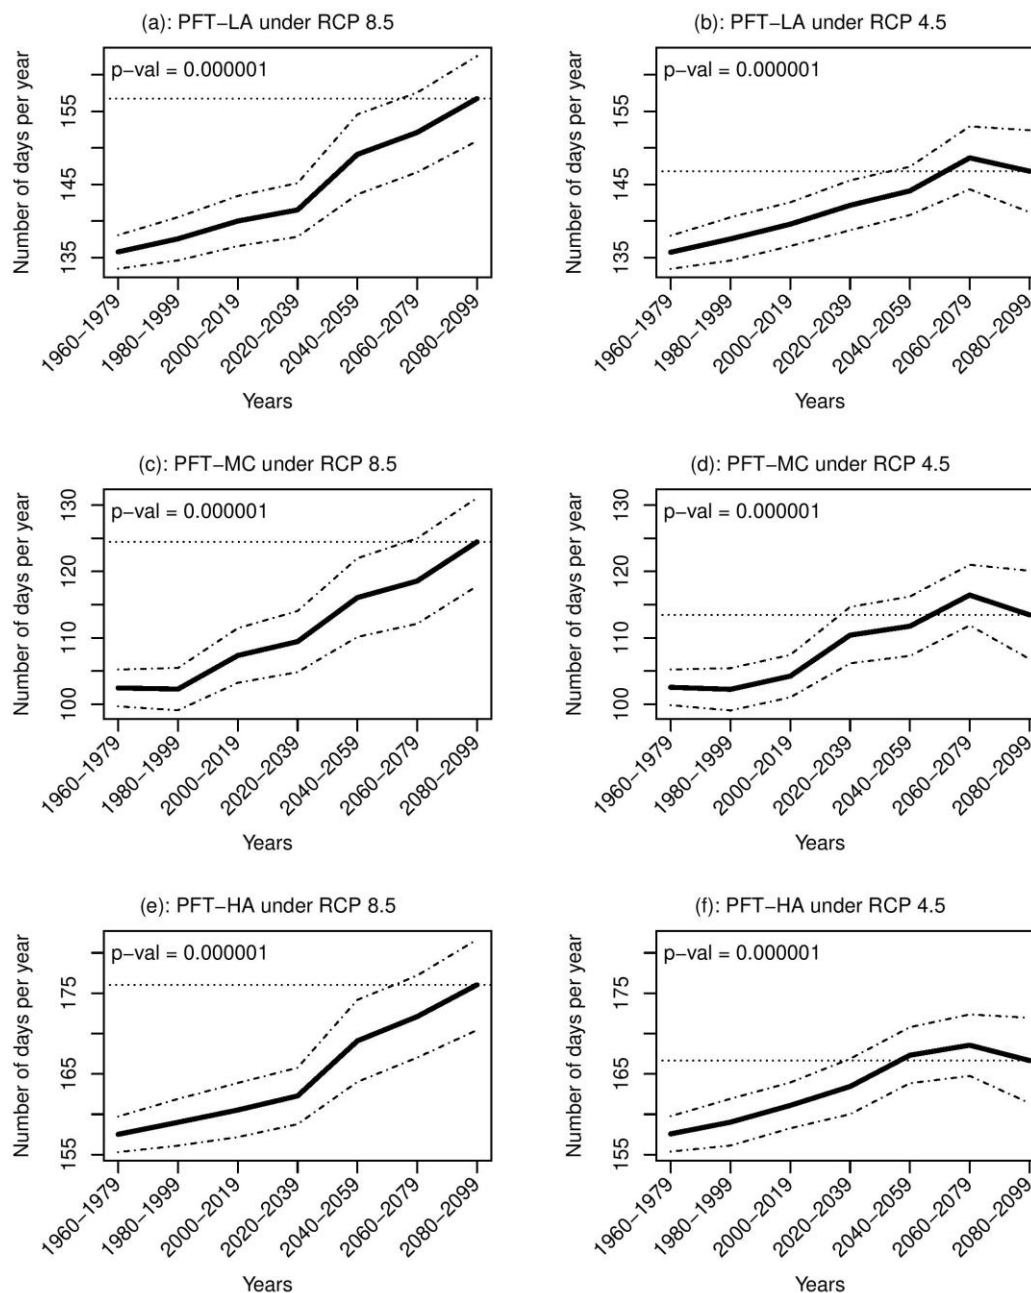 (a): PFT−LA under RCP 8.5
p−val = 0.000001
Number of days per year
135
145
155
1960−1979
1980−1999
2000−2019
2020−2039
2040−2059
2060−2079
2080−2099
Years
(b): PFT−LA under RCP 4.5
p−val = 0.000001
Number of days per year
135
145
155
1960−1979
1980−1999
2000−2019
2020−2039
2040−2059
2060−2079
2080−2099
Years
(c): PFT−MC under RCP 8.5
p−val = 0.000001
Number of days per year
100
110
120
130
1960−1979
1980−1999
2000−2019
2020−2039
2040−2059
2060−2079
2080−2099
Years
(d): PFT−MC under RCP 4.5
p−val = 0.000001
Number of days per year
100
110
120
130
1960−1979
1980−1999
2000−2019
2020−2039
2040−2059
2060−2079
2080−2099
Years
(e): PFT−HA under RCP 8.5
p−val = 0.000001
Number of days per year
155
165
175
1960−1979
1980−1999
2000−2019
2020−2039
2040−2059
2060−2079
2080−2099
Years
(f): PFT−HA under RCP 4.5
p−val = 0.000001
Number of days per year
155
165
175
1960−1979
1980−1999
2000−2019
2020−2039
2040−2059
2060−2079
2080−2099
Years